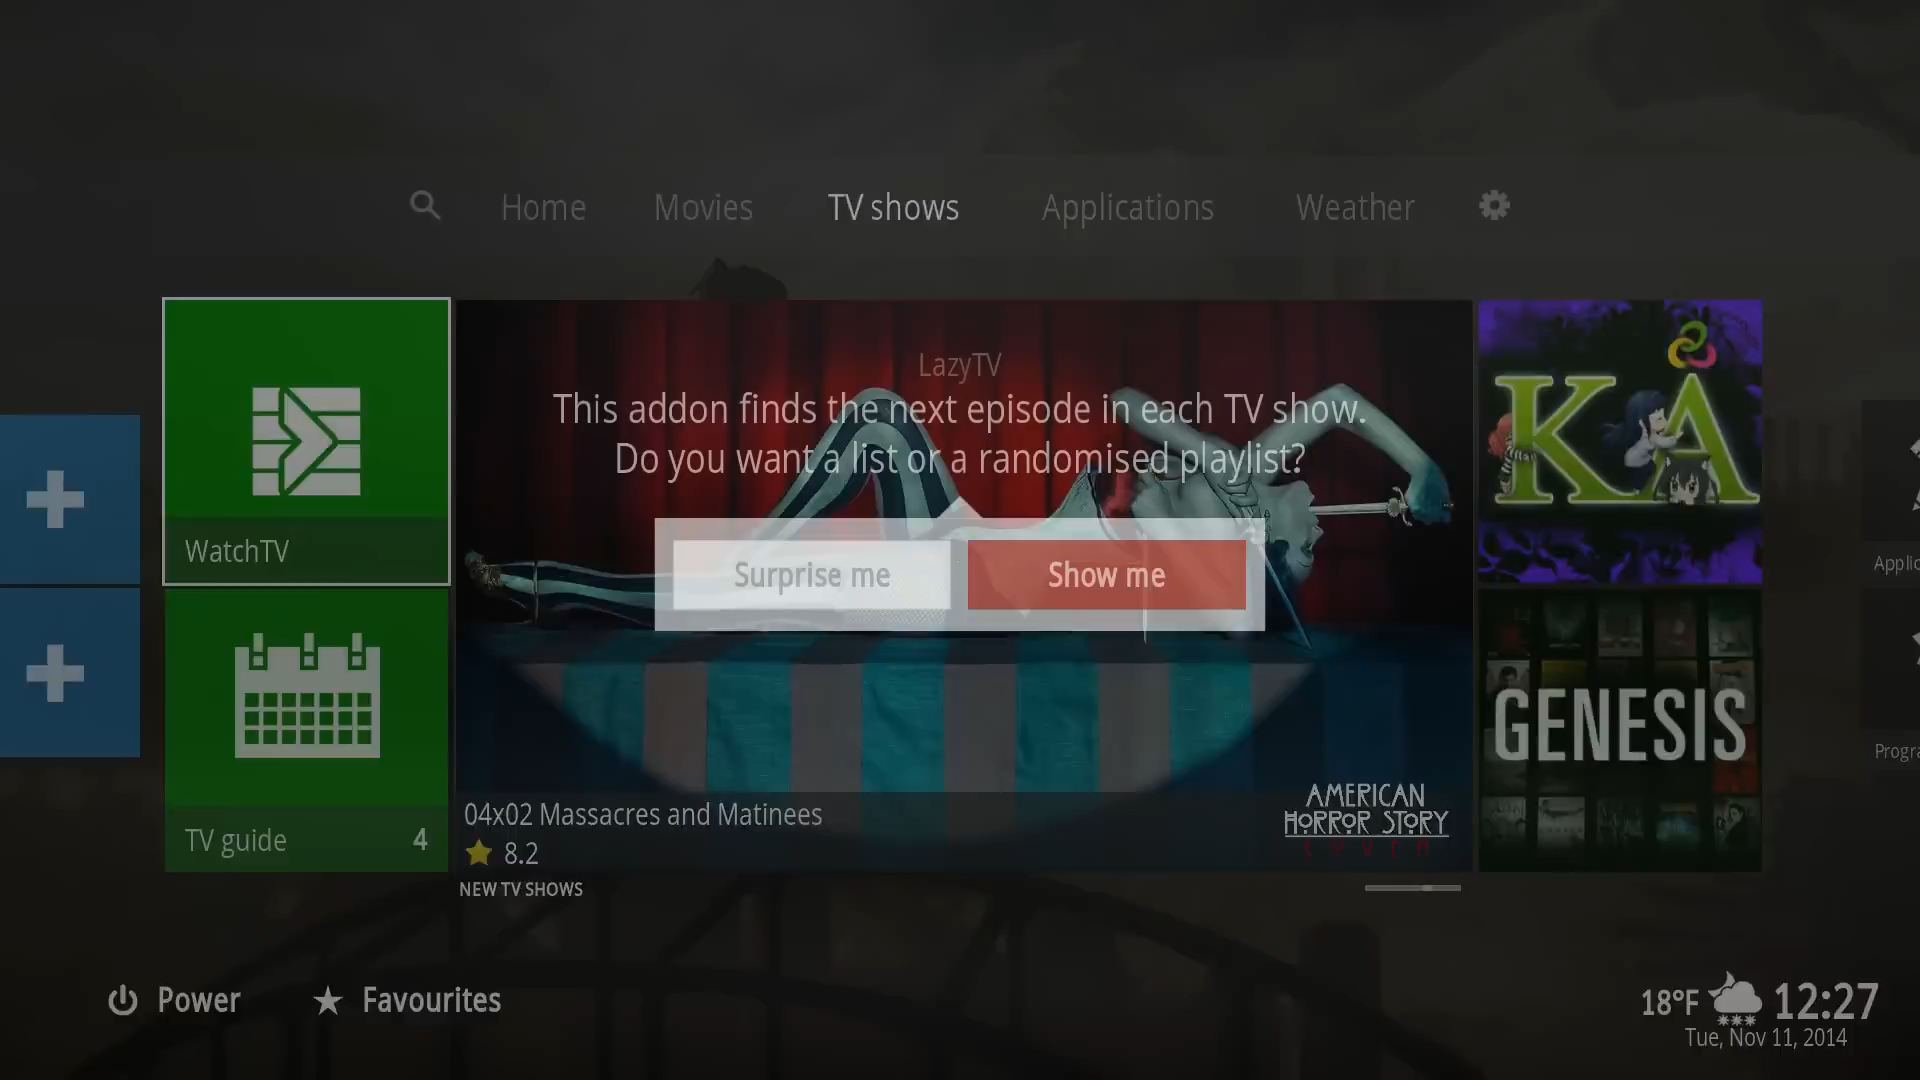 Home
Movies
TV shows
Applications
Weather
LazyTV
This addon finds the next episode in each TV show.
Do you want a list or a randomised playlist?
Surprise me
Show me
WatchTV
TV guide
4
04x02 Massacres and Matinees
8.2
NEW TV SHOWS
AMERICAN
HORROR STORY
COVEN
KA
GENESIS
Applic
Progra
Power
Favourites
18°F
12:27
Tue, Nov 11, 2014